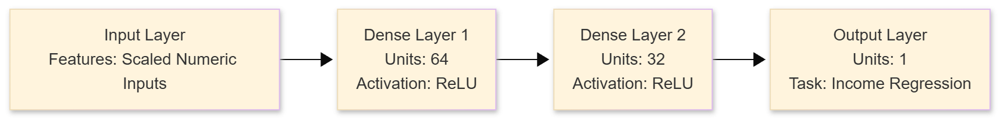 Input Layer
Features: Scaled Numeric
Inputs
Dense Layer 1
Units: 64
Activation: ReLU
Dense Layer 2
Units: 32
Activation: ReLU
Output Layer
Units: 1
Task: Income Regression